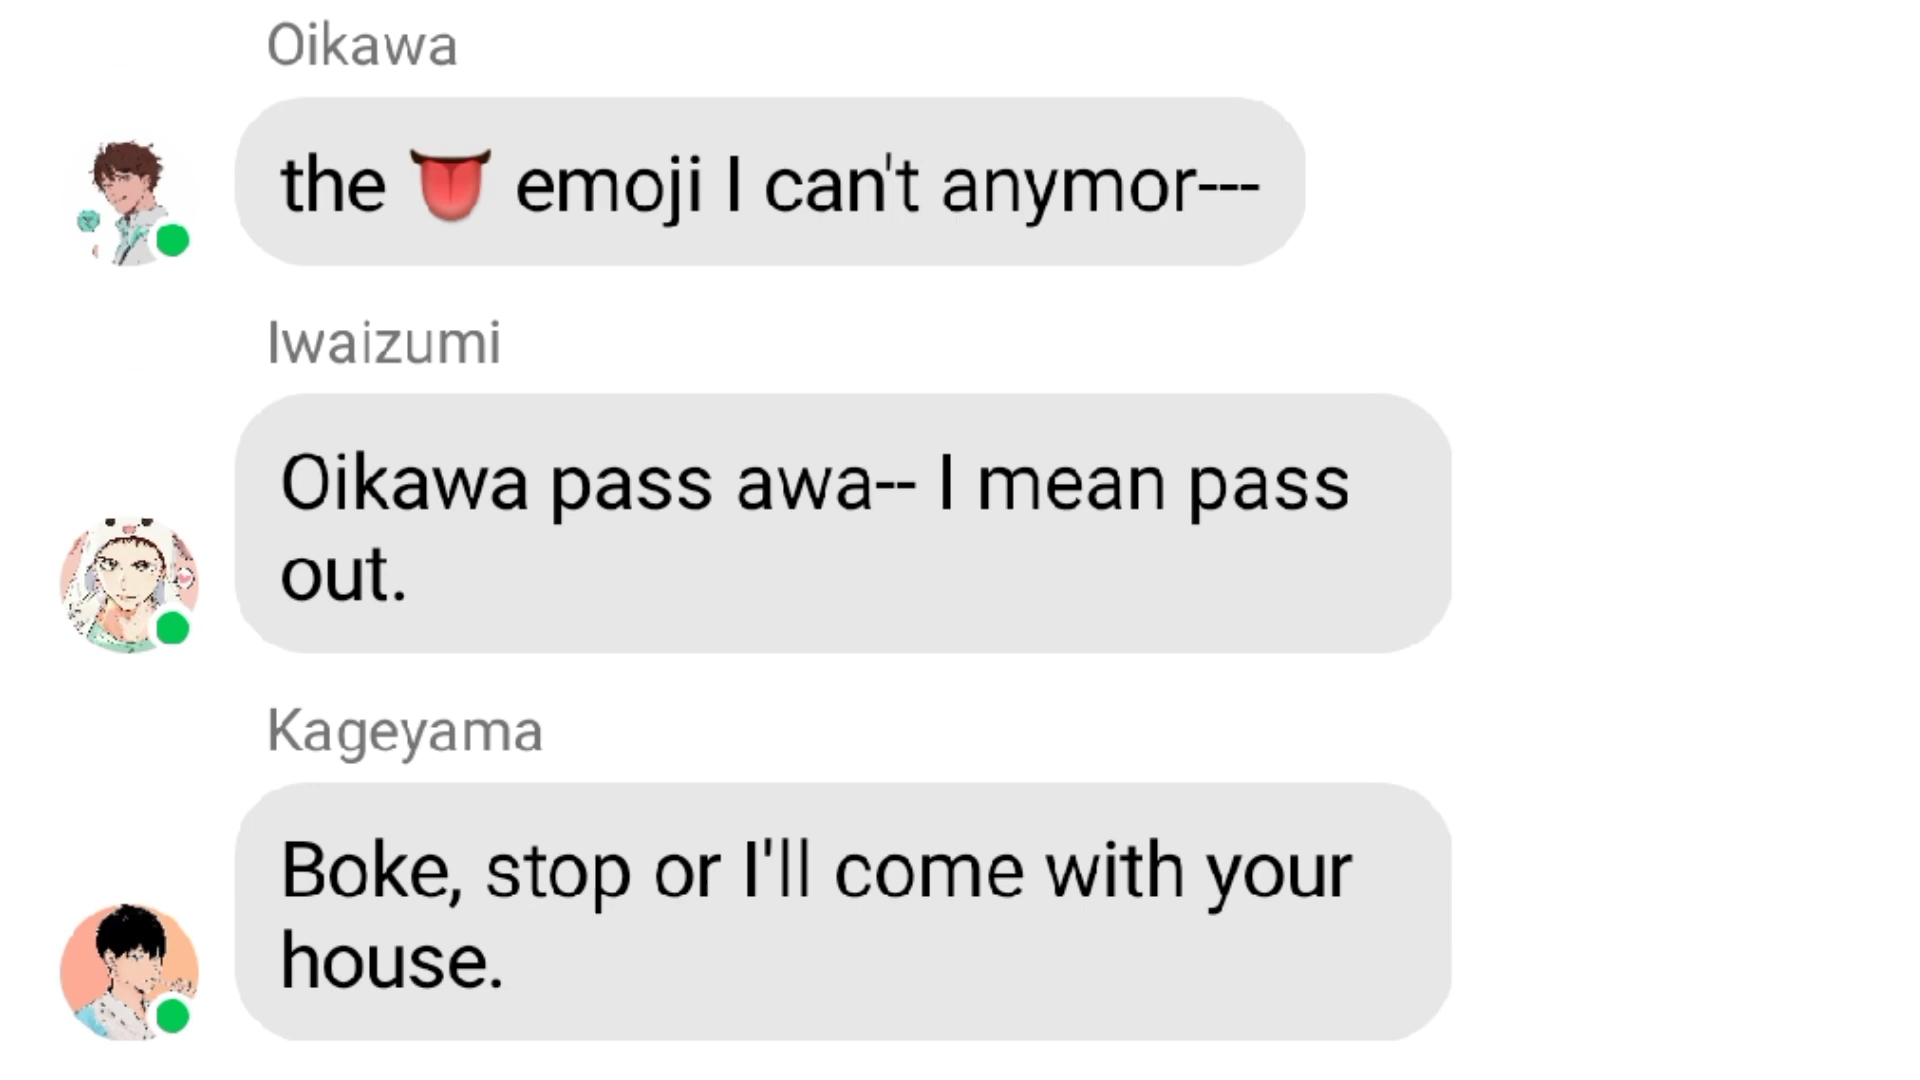 Oikawa
the 👅 emoji I can't anymor---
Iwaizumi
Oikawa pass awa-- I mean pass
out.
Kageyama
Boke, stop or I'll come with your
house.